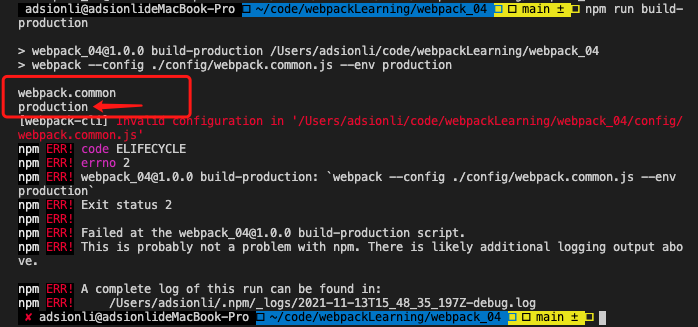 adsionli@adsionlideMacBook-Pro ~/code/webpackLearning/webpack_04 main ± npm run build-
production
> webpack_04@1.0.0 build-production /Users/adsionli/code/webpackLearning/webpack_04
> webpack --config ./config/webpack.common.js --env production
webpack.common
production
[webpack-cli] Invalid configuration in '/Users/adsionli/code/webpackLearning/webpack_04/config/
webpack.common.js'
npm ERR! code ELIFECYCLE
npm ERR! errno 2
npm ERR! webpack_04@1.0.0 build-production: `webpack --config ./config/webpack.common.js --env
production`
npm ERR! Exit status 2
npm ERR!
npm ERR! Failed at the webpack_04@1.0.0 build-production script.
npm ERR! This is probably not a problem with npm. There is likely additional logging output abo
ve.
npm ERR! A complete log of this run can be found in:
npm ERR!     /Users/adsionli/.npm/_logs/2021-11-13T15_48_35_197Z-debug.log
✘ adsionli@adsionlideMacBook-Pro ~/code/webpackLearning/webpack_04 main ±